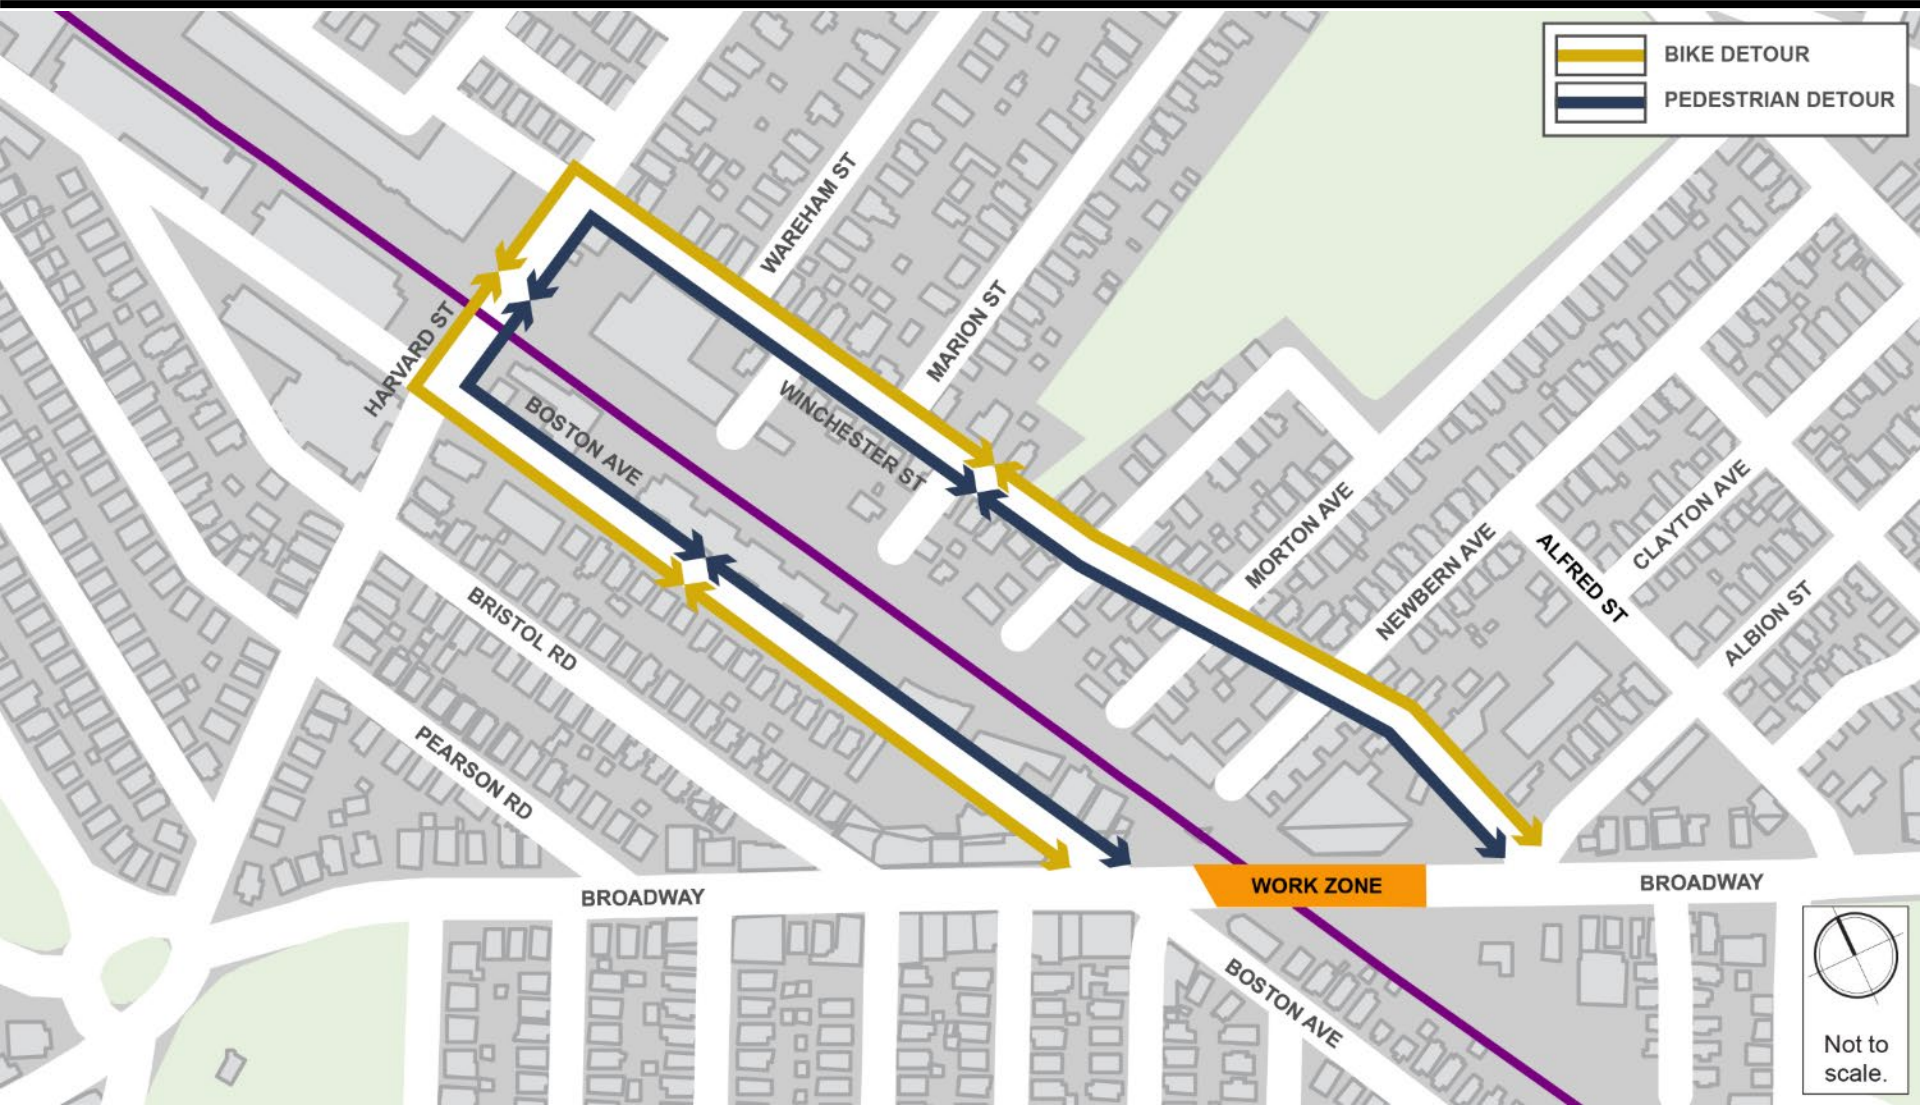 BIKE DETOUR
PEDESTRIAN DETOUR
WAREHAM ST
MARION ST
HARVARD ST
WINCHESTER ST
BOSTON AVE
MORTON AVE
NEWBERN AVE
ALFRED ST
CLAYTON AVE
ALBION ST
BRISTOL RD
PEARSON RD
BROADWAY
WORK ZONE
BROADWAY
BOSTON AVE
Not to
scale.